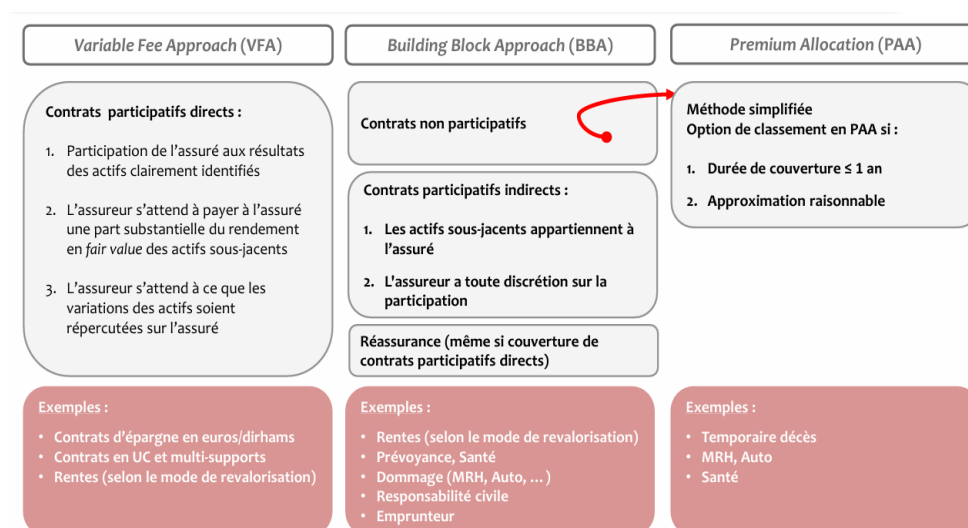 Variable Fee Approach (VFA)
Contrats participatifs directs :
1. Participation de l'assuré aux résultats
des actifs clairement identifiés
2. L'assureur s'attend à payer à l'assuré
une part substantielle du rendement
en fair value des actifs sous-jacents
3. L'assureur s'attend à ce que les
variations des actifs soient
répercutées sur l'assuré
Exemples :
• Contrats d'épargne en euros/dirhams
• Contrats en UC et multi-supports
• Rentes (selon le mode de revalorisation)
Building Block Approach (BBA)
Contrats non participatifs
Contrats participatifs indirects :
1. Les actifs sous-jacents appartiennent à
l'assuré
2. L'assureur a toute discrétion sur la
participation
Réassurance (même si couverture de
contrats participatifs directs)
Exemples :
• Rentes (selon le mode de revalorisation)
• Prévoyance, Santé
• Dommage (MRH, Auto, ...)
• Responsabilité civile
• Emprunteur
Premium Allocation (PAA)
Méthode simplifiée
Option de classement en PAA si :
1. Durée de couverture ≤ 1 an
2. Approximation raisonnable
Exemples :
• Temporaire décès
• MRH, Auto
• Santé